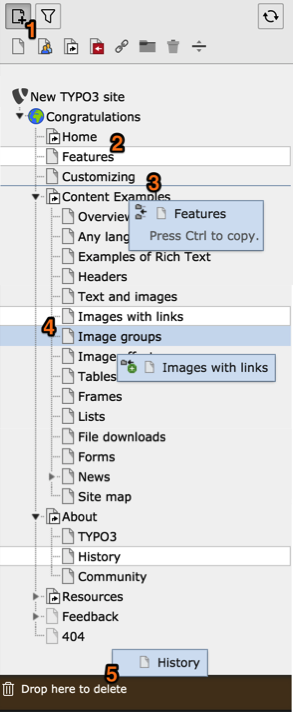 1
New TYPO3 site
Congratulations
Home
2
Features
Customizing
3
Content Examples
Overview
Features
Any lang
Press Ctrl to copy.
Examples of Rich Text
Headers
Text and images
Images with links
4
Image groups
Image
Images with links
Tables
Frames
Lists
File downloads
Forms
News
Site map
About
TYPO3
History
Community
Resources
Feedback
404
History
5
Drop here to delete